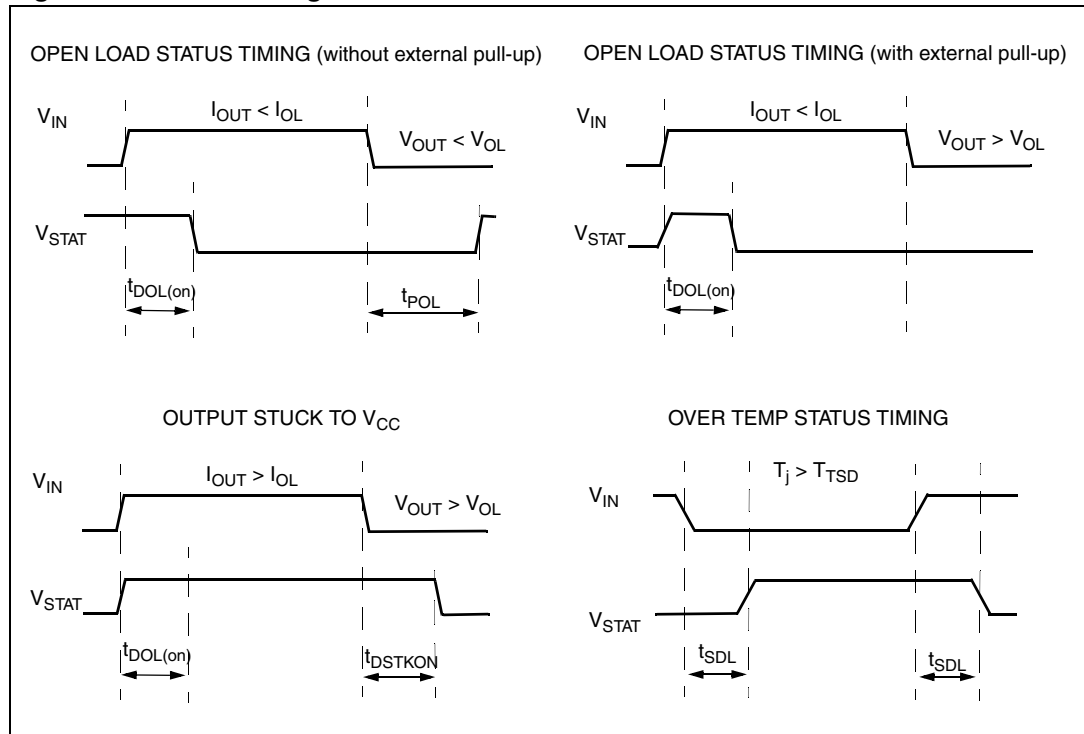 OPEN LOAD STATUS TIMING (without external pull-up)
V_IN
I_OUT < I_OL
V_OUT < V_OL
V_STAT
t_DOL(on)
t_POL
OPEN LOAD STATUS TIMING (with external pull-up)
V_IN
I_OUT < I_OL
V_OUT > V_OL
V_STAT
t_DOL(on)
OUTPUT STUCK TO V_CC
V_IN
I_OUT > I_OL
V_OUT > V_OL
V_STAT
t_DOL(on)
t_DSTKON
OVER TEMP STATUS TIMING
V_IN
T_j > T_TSD
V_STAT
t_SDL
t_SDL